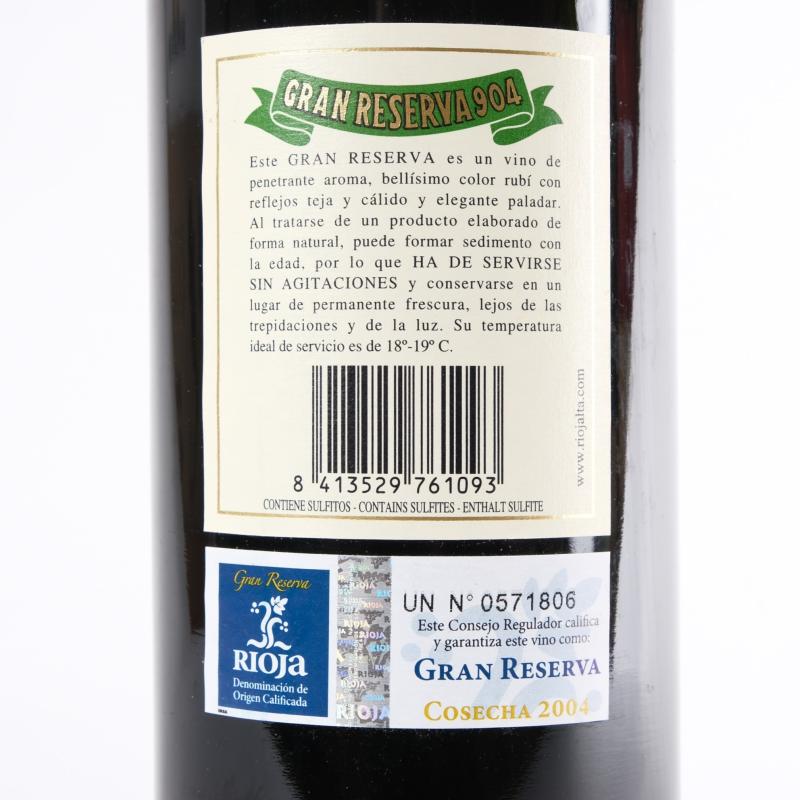 GRAN RESERVA 904
Este GRAN RESERVA es un vino de
penetrante aroma, bellísimo color rubí con
reflejos teja y cálido y elegante paladar.
Al tratarse de un producto elaborado de
forma natural, puede formar sedimento con
la edad, por lo que HA DE SERVIRSE
SIN AGITACIONES y conservarse en un
lugar de permanente frescura, lejos de las
trepidaciones y de la luz. Su temperatura
ideal de servicio es de 18º-19º C.
www.riojalta.com
8 413529 761093
CONTIENE SULFITOS - CONTAINS SULFITES - ENTHALT SULFITE
Gran Reserva
RIOJA
Denominación de
Origen Calificada
RIOJA
UN Nº 0571806
Este Consejo Regulador califica
y garantiza este vino como:
GRAN RESERVA
COSECHA 2004